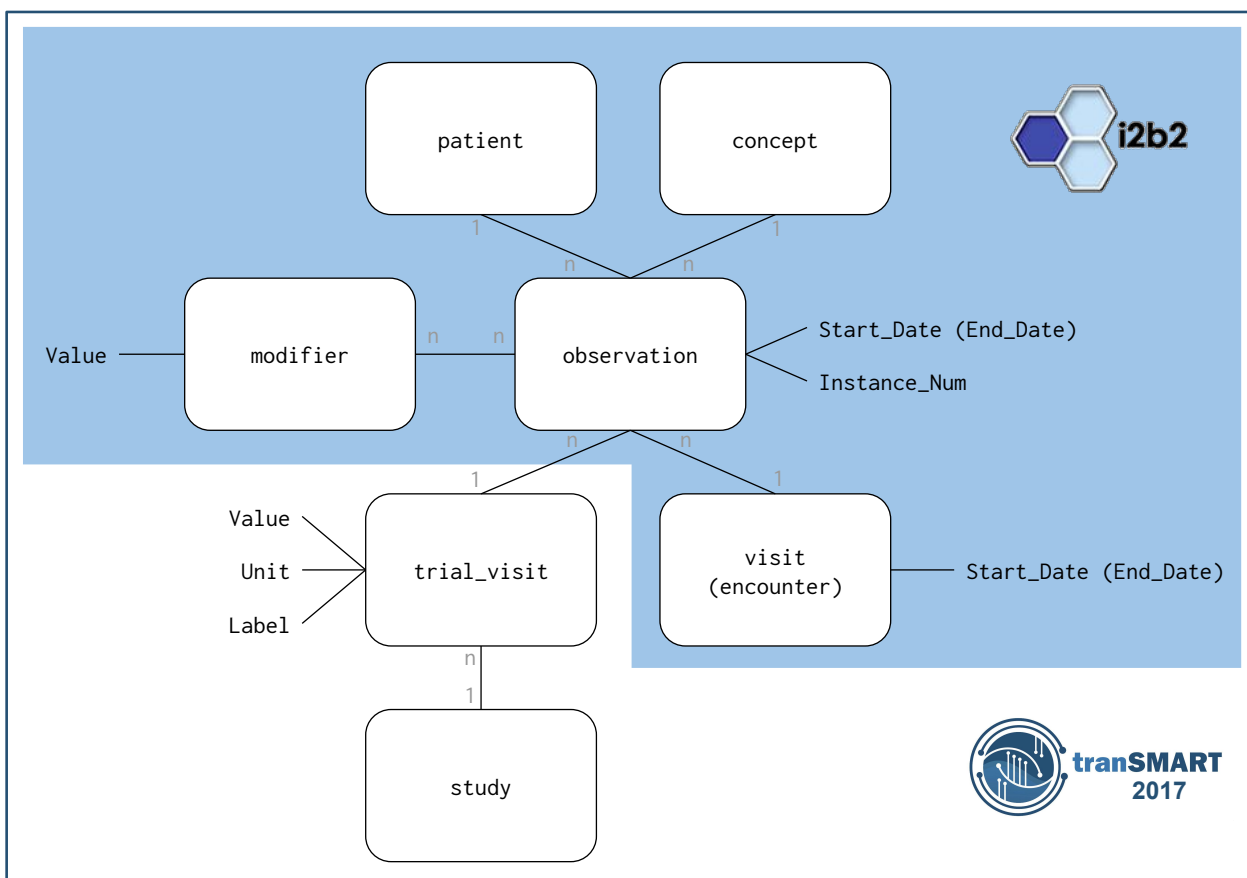 patient
concept
i2b2
1
1
n
n
Value
modifier
n
n
observation
Start_Date (End_Date)
Instance_Num
n
n
1
1
Value
Unit
Label
trial_visit
visit
(encounter)
Start_Date (End_Date)
n
1
study
tranSMART
2017